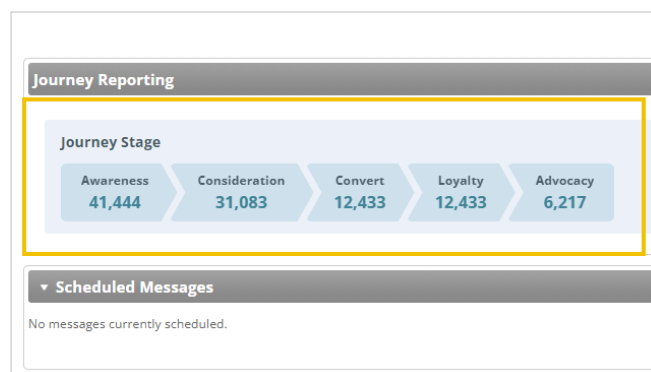 Journey Reporting
Journey Stage
Awareness Consideration Convert Loyalty Advocacy
41,444 31,083 12,433 12,433 6,217
Scheduled Messages
No messages currently scheduled.